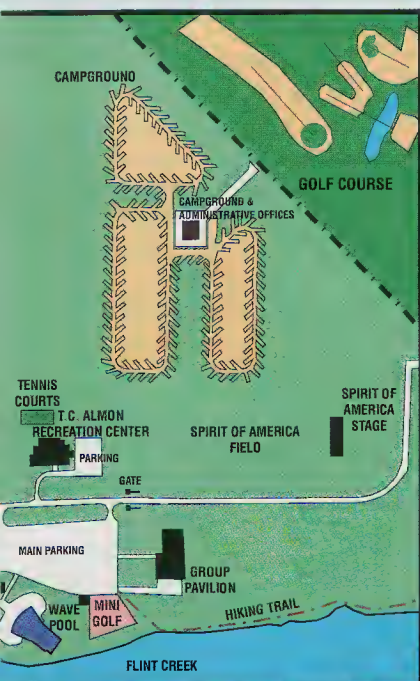 CAMPGROUND
GOLF COURSE
CAMPGROUND &
ADMINISTRATIVE OFFICES
TENNIS
COURTS
T.C. ALMON
RECREATION CENTER
PARKING
SPIRIT OF AMERICA
FIELD
SPIRIT OF
AMERICA
STAGE
GATE
MAIN PARKING
GROUP
PAVILION
WAVE
POOL
MINI
GOLF
HIKING TRAIL
FLINT CREEK